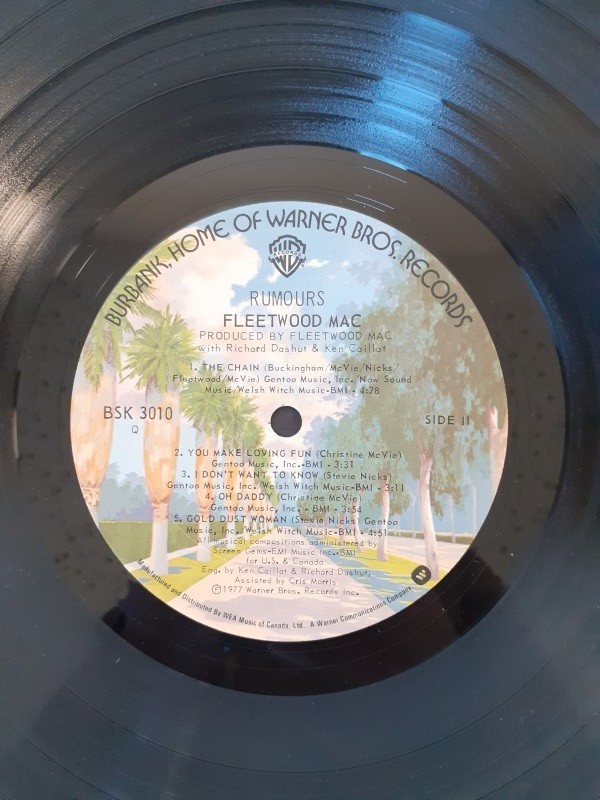 BURBANK, HOME OF WARNER BROS. RECORDS
WB
RECORDS
RUMOURS
FLEETWOOD MAC
PRODUCED BY FLEETWOOD MAC
with Richard Dashut & Ken Caillat
1. THE CHAIN (Buckingham/McVie/Nicks/
Fleetwood/McVie) Gentoo Music, Inc. Now Sound
Music/Welsh Witch Music-BMI - 4:28
BSK 3010
SIDE II
Q
2. YOU MAKE LOVING FUN (Christine McVie)
Gentoo Music, Inc.-BMI - 3:31
3. I DON'T WANT TO KNOW (Stevie Nicks)
Gentoo Music, Inc./Welsh Witch Music-BMI - 3:11
4. OH DADDY (Christine McVie)
Gentoo Music, Inc. - BMI - 3:54
5. GOLD DUST WOMAN (Stevie Nicks) Gentoo
Music, Inc./Welsh Witch Music-BMI - 4:51
All musical compositions administered by
Screen Gems-EMI Music Inc.-BMI
for U.S. & Canada
Eng. by Ken Caillat & Richard Dashut,
Assisted by Cris Morris
℗ 1977 Warner Bros. Records Inc.
Manufactured and Distributed By WEA Music of Canada, Ltd. . A Warner Communications Company.